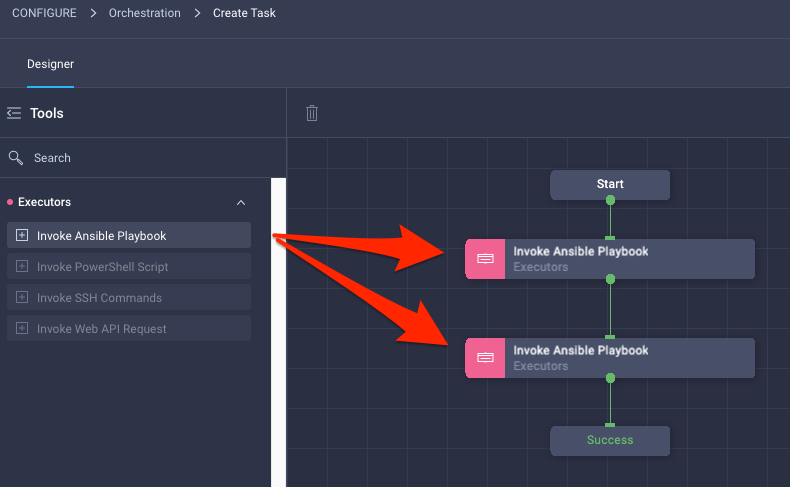 CONFIGURE > Orchestration > Create Task
Designer
Tools
Search
Executors
Invoke Ansible Playbook
Invoke PowerShell Script
Invoke SSH Commands
Invoke Web API Request
Start
Invoke Ansible Playbook
Executors
Invoke Ansible Playbook
Executors
Success